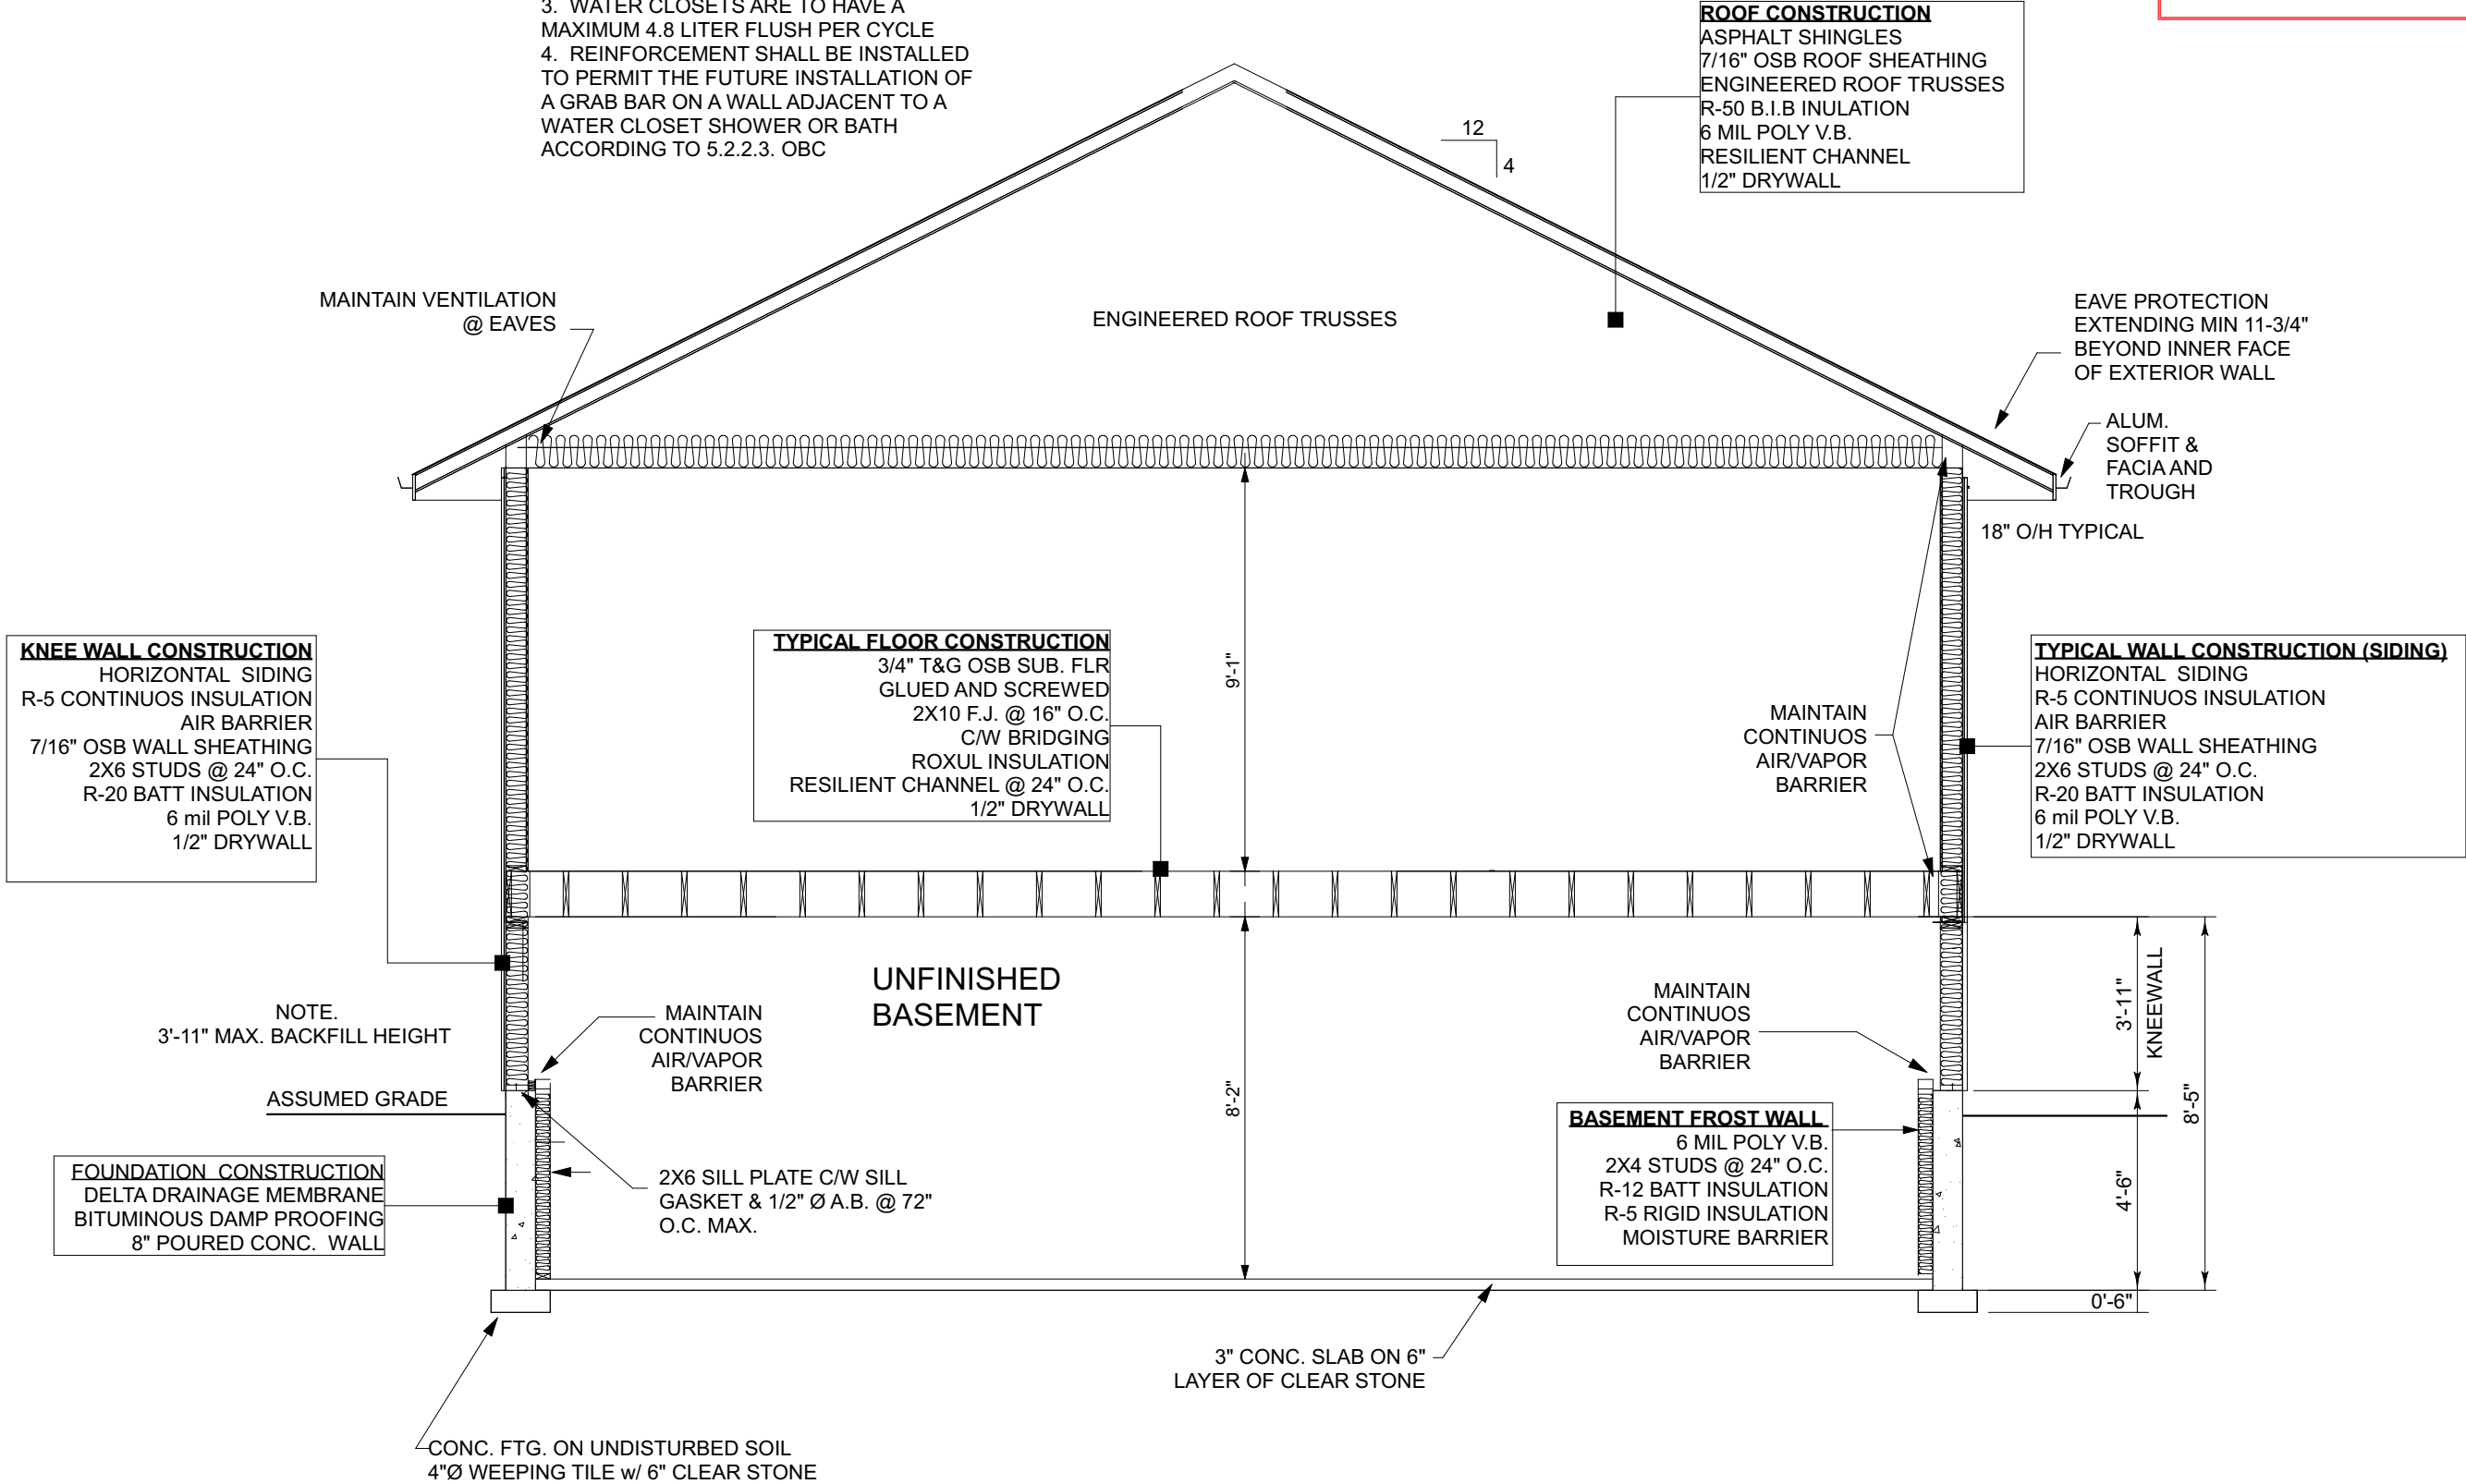 3. WATER CLOSETS ARE TO HAVE A
MAXIMUM 4.8 LITER FLUSH PER CYCLE
4. REINFORCEMENT SHALL BE INSTALLED
TO PERMIT THE FUTURE INSTALLATION OF
A GRAB BAR ON A WALL ADJACENT TO A
WATER CLOSET SHOWER OR BATH
ACCORDING TO 5.2.2.3. OBC
ROOF CONSTRUCTION
ASPHALT SHINGLES
7/16" OSB ROOF SHEATHING
ENGINEERED ROOF TRUSSES
R-50 B.I.B INULATION
6 MIL POLY V.B.
RESILIENT CHANNEL
1/2" DRYWALL
12
4
MAINTAIN VENTILATION
@ EAVES
ENGINEERED ROOF TRUSSES
EAVE PROTECTION
EXTENDING MIN 11-3/4"
BEYOND INNER FACE
OF EXTERIOR WALL
ALUM.
SOFFIT &
FACIA AND
TROUGH
18" O/H TYPICAL
KNEE WALL CONSTRUCTION
HORIZONTAL SIDING
R-5 CONTINUOS INSULATION
AIR BARRIER
7/16" OSB WALL SHEATHING
2X6 STUDS @ 24" O.C.
R-20 BATT INSULATION
6 mil POLY V.B.
1/2" DRYWALL
TYPICAL FLOOR CONSTRUCTION
3/4" T&G OSB SUB. FLR
GLUED AND SCREWED
2X10 F.J. @ 16" O.C.
C/W BRIDGING
ROXUL INSULATION
RESILIENT CHANNEL @ 24" O.C.
1/2" DRYWALL
9'-1"
MAINTAIN
CONTINUOS
AIR/VAPOR
BARRIER
TYPICAL WALL CONSTRUCTION (SIDING)
HORIZONTAL SIDING
R-5 CONTINUOS INSULATION
AIR BARRIER
7/16" OSB WALL SHEATHING
2X6 STUDS @ 24" O.C.
R-20 BATT INSULATION
6 mil POLY V.B.
1/2" DRYWALL
UNFINISHED
BASEMENT
NOTE.
3'-11" MAX. BACKFILL HEIGHT
MAINTAIN
CONTINUOS
AIR/VAPOR
BARRIER
MAINTAIN
CONTINUOS
AIR/VAPOR
BARRIER
3'-11"
KNEEWALL
8'-5"
8'-2"
ASSUMED GRADE
FOUNDATION CONSTRUCTION
DELTA DRAINAGE MEMBRANE
BITUMINOUS DAMP PROOFING
8" POURED CONC. WALL
2X6 SILL PLATE C/W SILL
GASKET & 1/2" Ø A.B. @ 72"
O.C. MAX.
BASEMENT FROST WALL
6 MIL POLY V.B.
2X4 STUDS @ 24" O.C.
R-12 BATT INSULATION
R-5 RIGID INSULATION
MOISTURE BARRIER
4'-6"
0'-6"
3" CONC. SLAB ON 6"
LAYER OF CLEAR STONE
CONC. FTG. ON UNDISTURBED SOIL
4"Ø WEEPING TILE w/ 6" CLEAR STONE